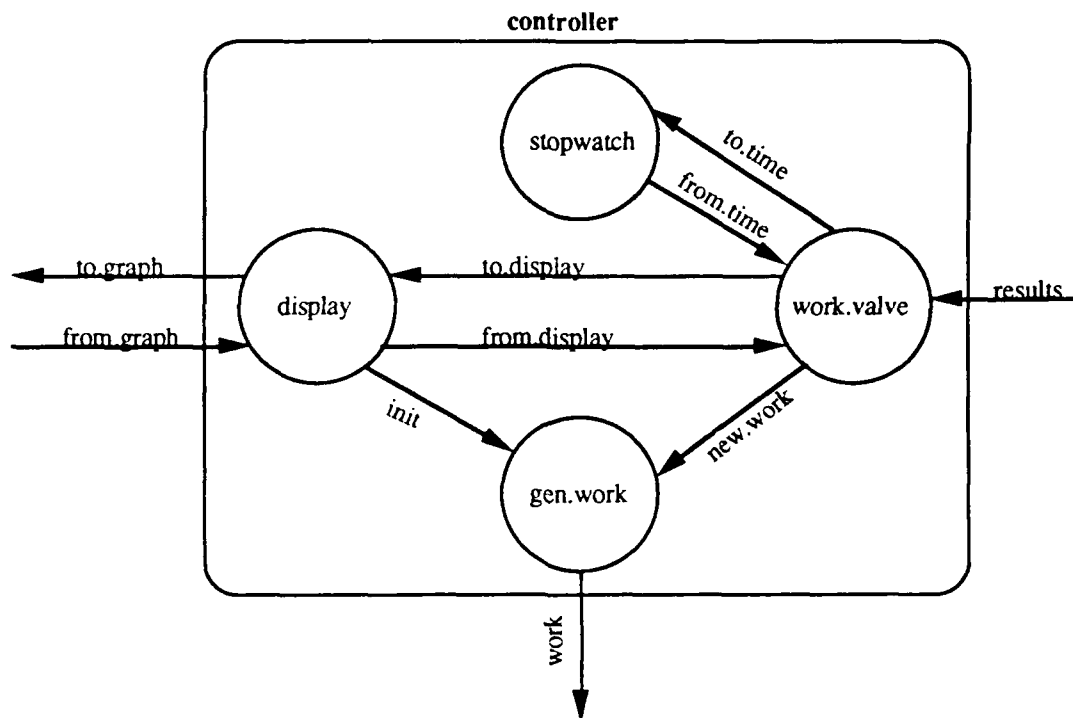 controller
stopwatch
to.time
from.time
to.graph
to.display
results
display
work.valve
from.graph
from.display
init
new.work
gen.work
work